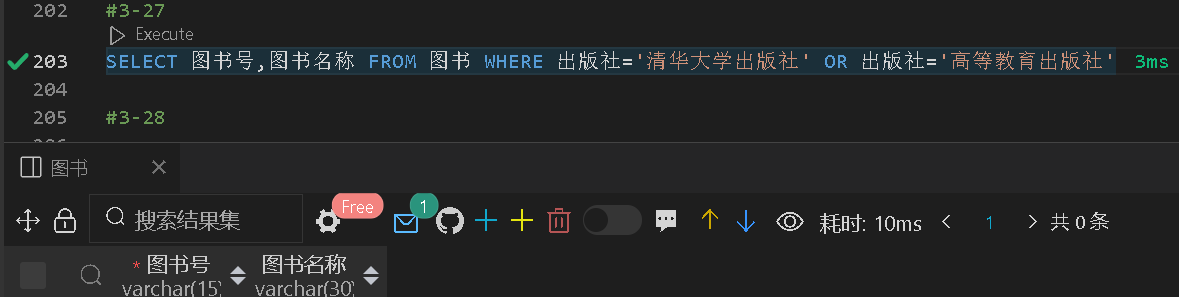 202 #3-27
Execute
203 SELECT 图书号,图书名称 FROM 图书 WHERE 出版社='清华大学出版社' OR 出版社='高等教育出版社' 3ms
204
205 #3-28
图书
搜索结果集 Free 1 耗时: 10ms 1 共 0 条
* 图书号 图书名称
varchar(15) varchar(30)